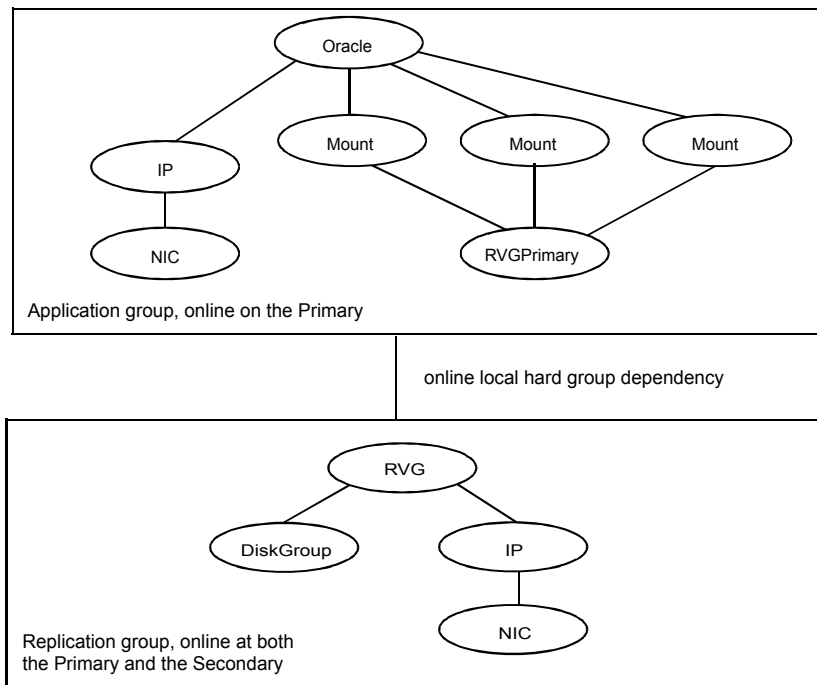 Oracle
Mount
Mount
Mount
IP
NIC
RVGPrimary
Application group, online on the Primary
online local hard group dependency
RVG
DiskGroup
IP
NIC
Replication group, online at both
the Primary and the Secondary